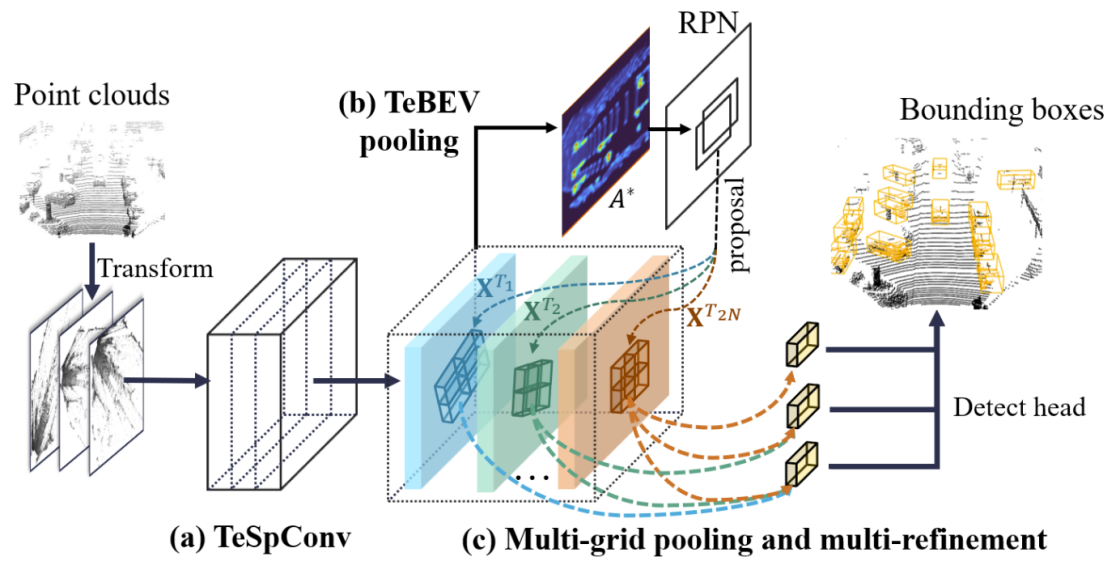 RPN
Point clouds
(b) TeBEV
pooling
Bounding boxes
A*
proposal
Transform
X^{T_1}
X^{T_2}
X^{T_{2N}}
Detect head
...
(a) TeSpConv
(c) Multi-grid pooling and multi-refinement